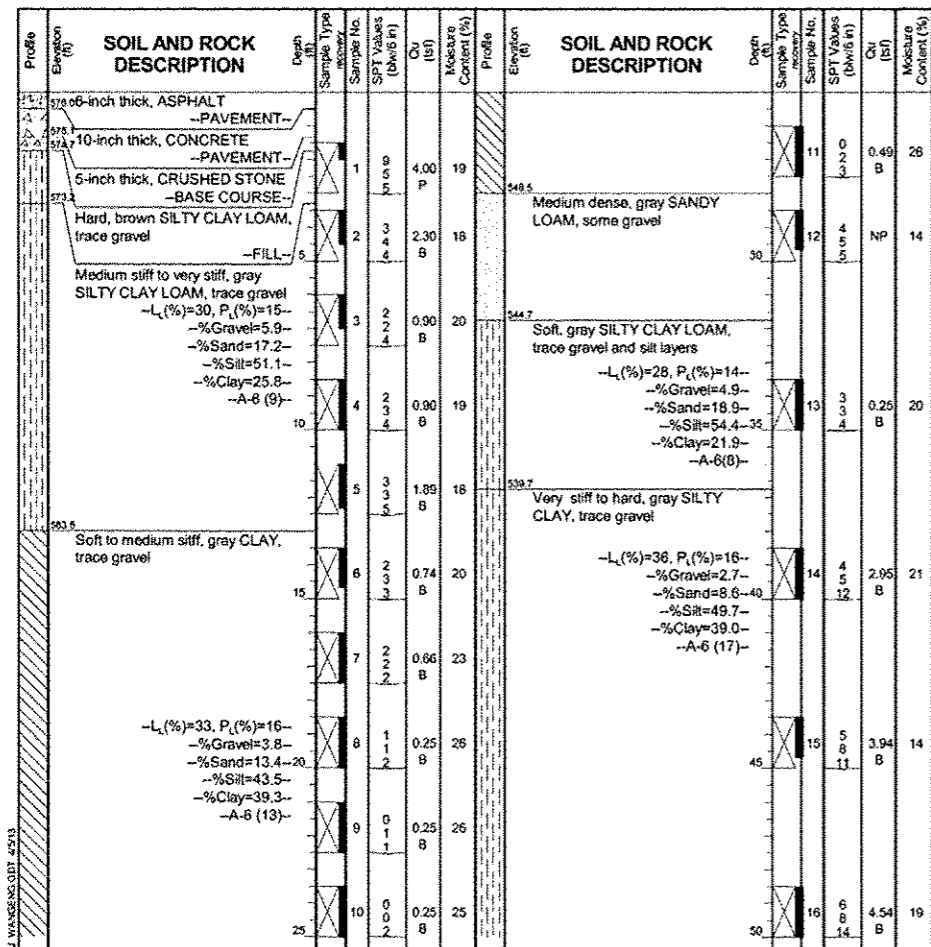 Profile
Elevation (ft)
SOIL AND ROCK DESCRIPTION
Depth (ft)
Sample Type
recovery
Sample No.
SPT Values (blw/6 in)
Qu (tsf)
Moisture Content (%)
Profile
Elevation (ft)
SOIL AND ROCK DESCRIPTION
Depth (ft)
Sample Type
recovery
Sample No.
SPT Values (blw/6 in)
Qu (tsf)
Moisture Content (%)
6-inch thick, ASPHALT
--PAVEMENT--
575.1
10-inch thick, CONCRETE
574.7
--PAVEMENT--
5-inch thick, CRUSHED STONE
--BASE COURSE--
1
9
5
5
4.00
P
19
573.2
Hard, brown SILTY CLAY LOAM,
trace gravel
--FILL--
5
2
3
4
4
2.30
B
18
Medium stiff to very stiff, gray
SILTY CLAY LOAM, trace gravel
--LL(%)=30, PL(%)=15--
--%Gravel=5.9--
--%Sand=17.2--
--%Silt=51.1--
--%Clay=25.8--
--A-6 (9)--
3
2
2
4
0.90
B
20
10
4
2
3
4
0.90
B
19
5
3
3
5
1.89
B
18
563.5
Soft to medium sitff, gray CLAY,
trace gravel
15
6
2
3
3
0.74
B
20
7
2
2
2
0.66
B
23
--LL(%)=33, PL(%)=16--
--%Gravel=3.8--
--%Sand=13.4--
20
--%Silt=43.5--
--%Clay=39.3--
--A-6 (13)--
8
1
1
2
0.25
B
26
9
0
1
1
0.25
B
26
25
10
0
0
2
0.25
B
25
11
0
2
3
0.49
B
26
548.5
Medium dense, gray SANDY
LOAM, some gravel
30
12
4
5
5
NP
14
544.7
Soft, gray SILTY CLAY LOAM,
trace gravel and silt layers
--LL(%)=28, PL(%)=14--
--%Gravel=4.9--
--%Sand=18.9--
--%Silt=54.4--
35
--%Clay=21.9--
--A-6(8)--
13
3
3
4
0.25
B
20
539.7
Very stiff to hard, gray SILTY
CLAY, trace gravel
--LL(%)=36, PL(%)=16--
--%Gravel=2.7--
--%Sand=8.6--
40
--%Silt=49.7--
--%Clay=39.0--
--A-6 (17)--
14
4
5
12
2.95
B
21
45
15
5
8
11
3.94
B
14
50
16
6
8
14
4.54
B
19
WANGENG.GDT 4/5/13